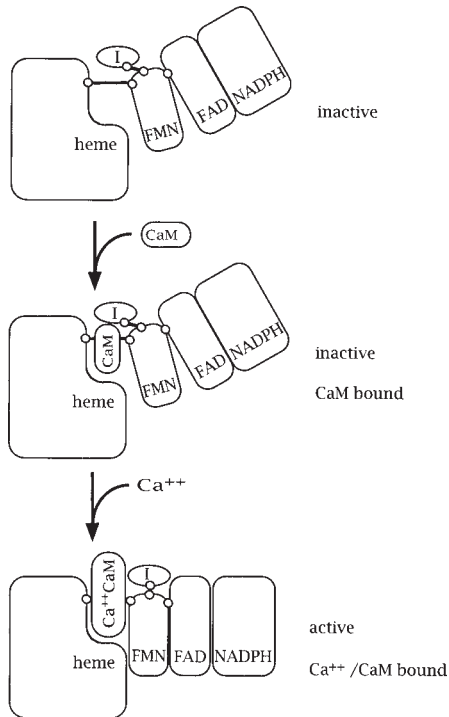 I
NADPH
FAD
FMN
heme
inactive
CaM
I
CaM
NADPH
FAD
FMN
heme
inactive
CaM bound
Ca++
I
Ca++CaM
heme
FMN
FAD
NADPH
active
Ca++ /CaM bound